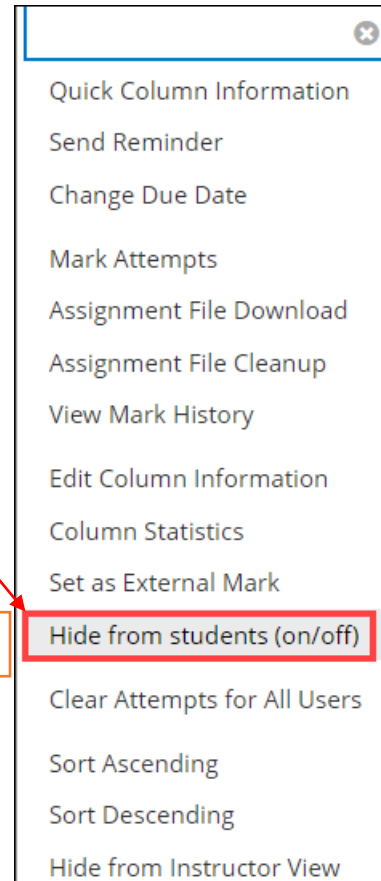 Quick Column Information
Send Reminder
Change Due Date
Mark Attempts
Assignment File Download
Assignment File Cleanup
View Mark History
Edit Column Information
Column Statistics
Set as External Mark
Hide from students (on/off)
Clear Attempts for All Users
Sort Ascending
Sort Descending
Hide from Instructor View